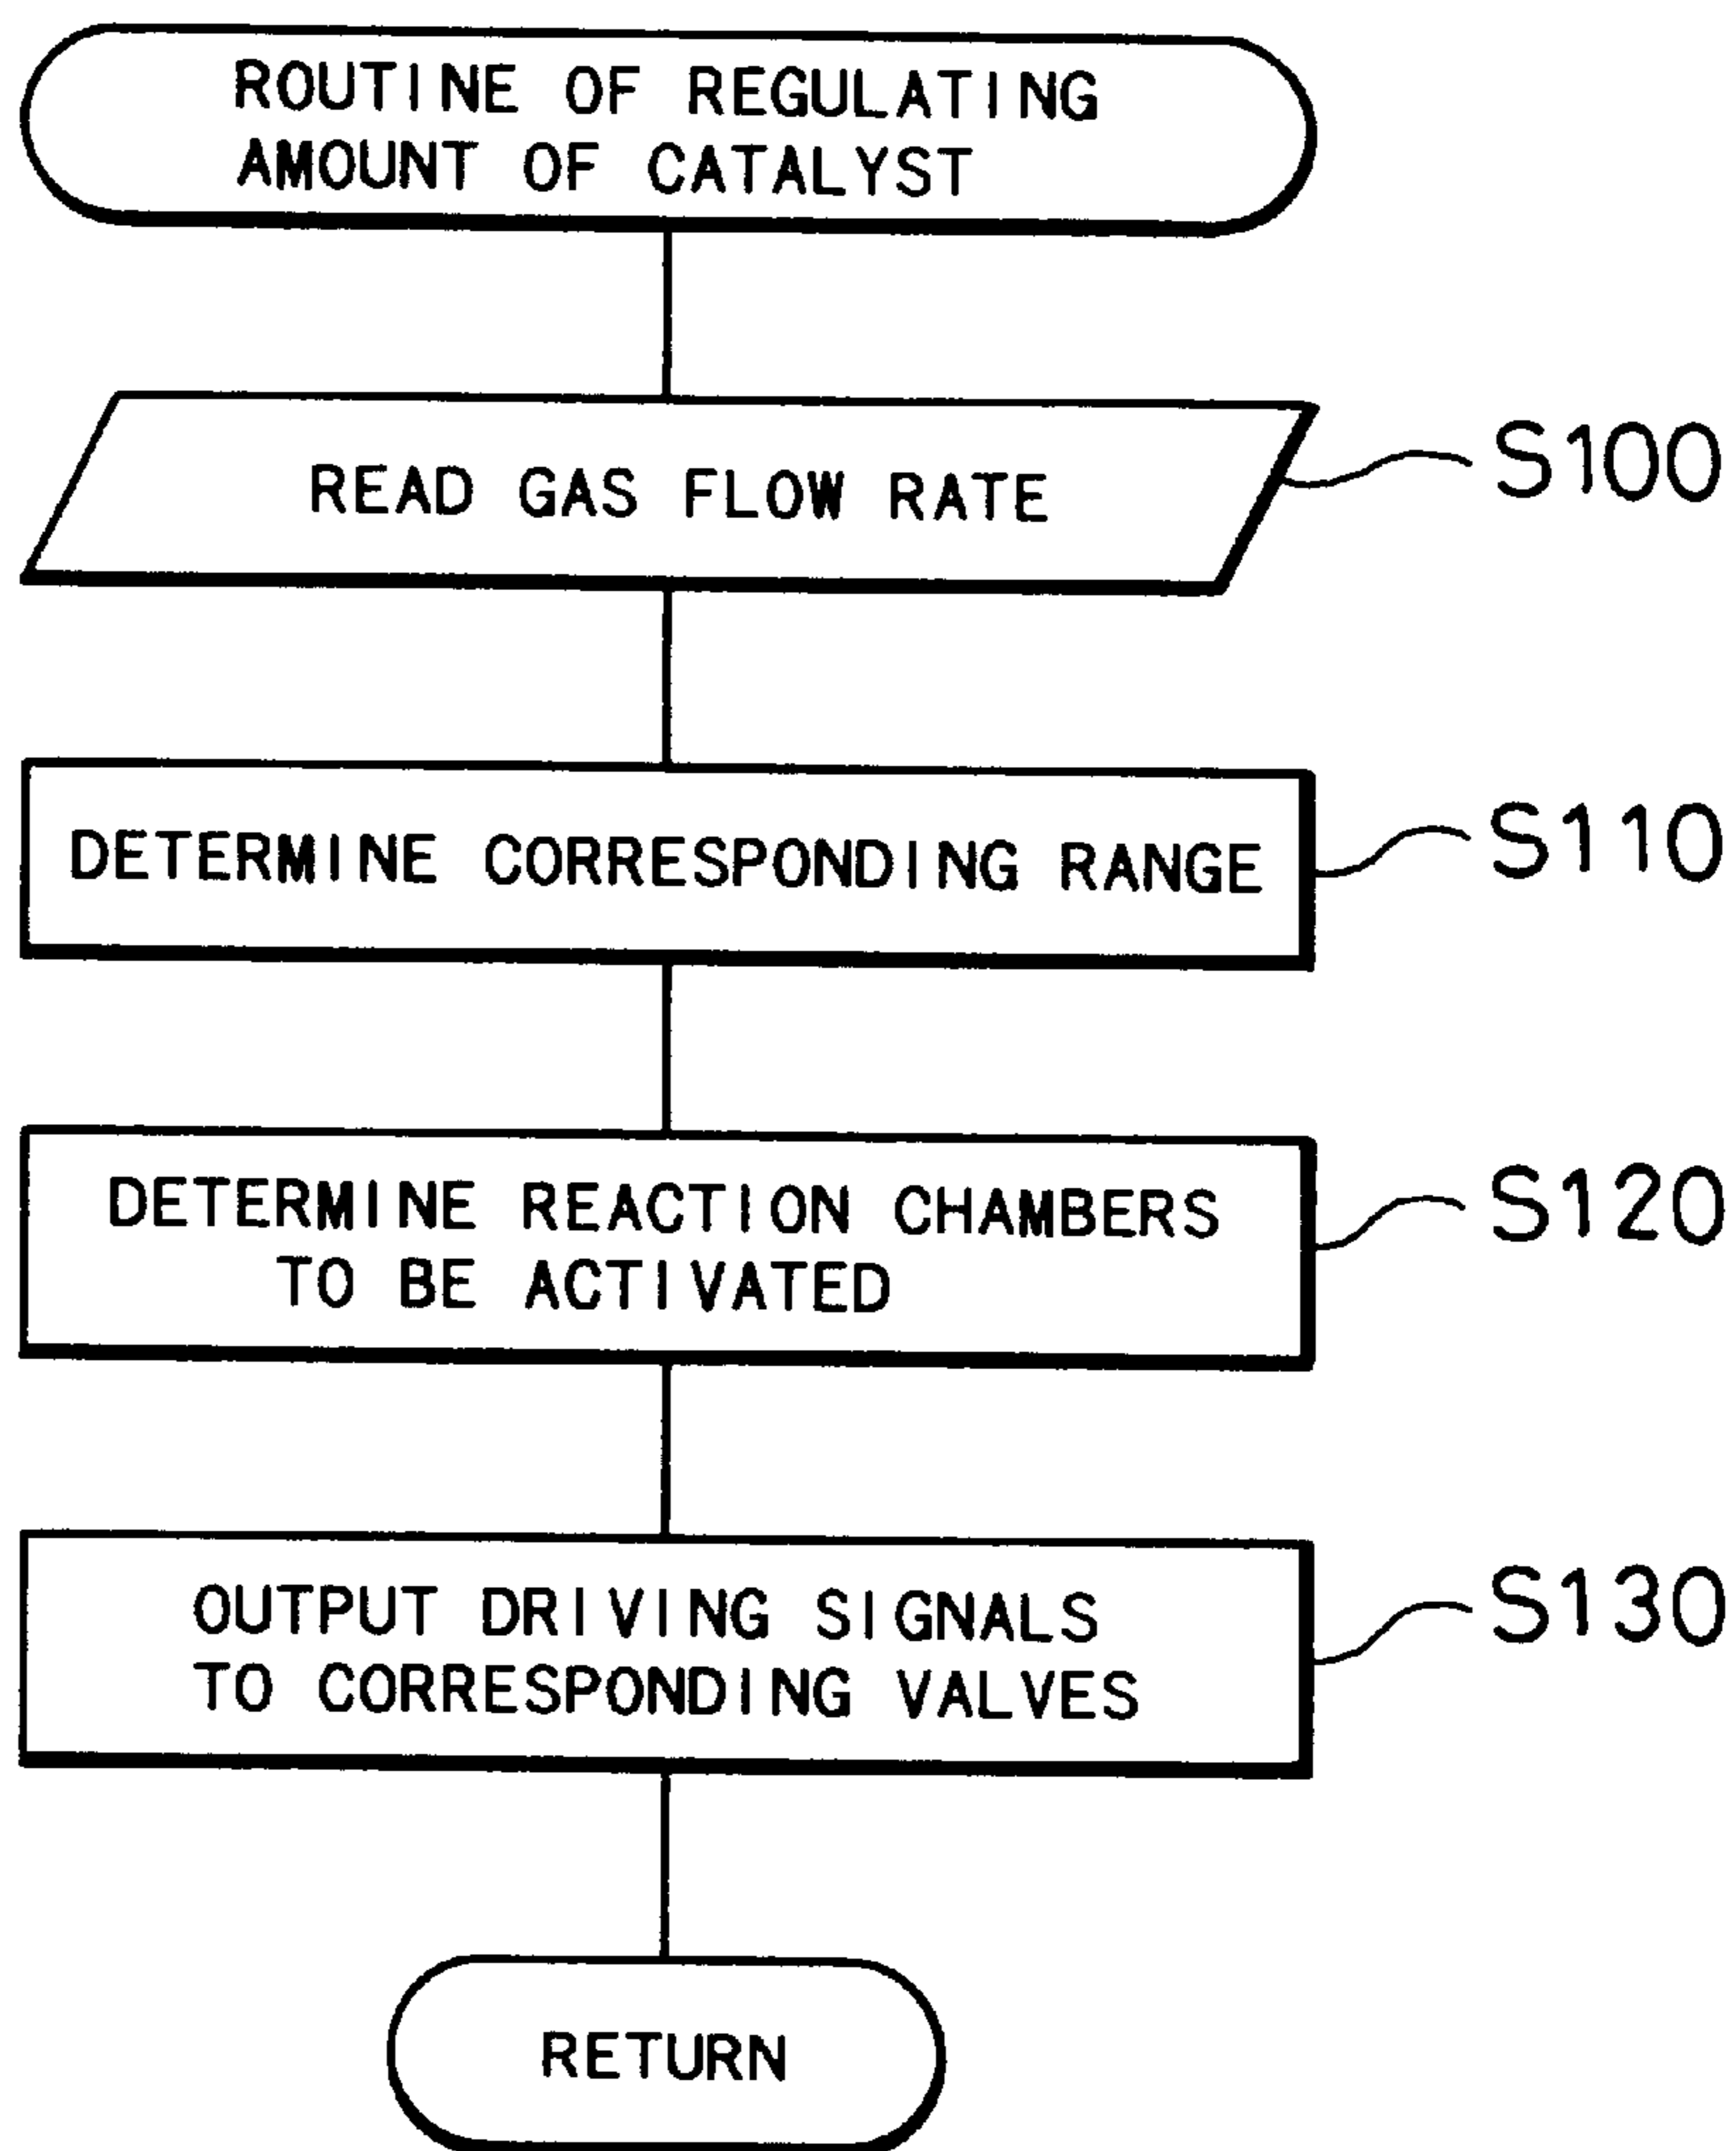 ROUTINE OF REGULATING
AMOUNT OF CATALYST
READ GAS FLOW RATE
S100
DETERMINE CORRESPONDING RANGE
S110
DETERMINE REACTION CHAMBERS
TO BE ACTIVATED
S120
OUTPUT DRIVING SIGNALS
TO CORRESPONDING VALVES
S130
RETURN